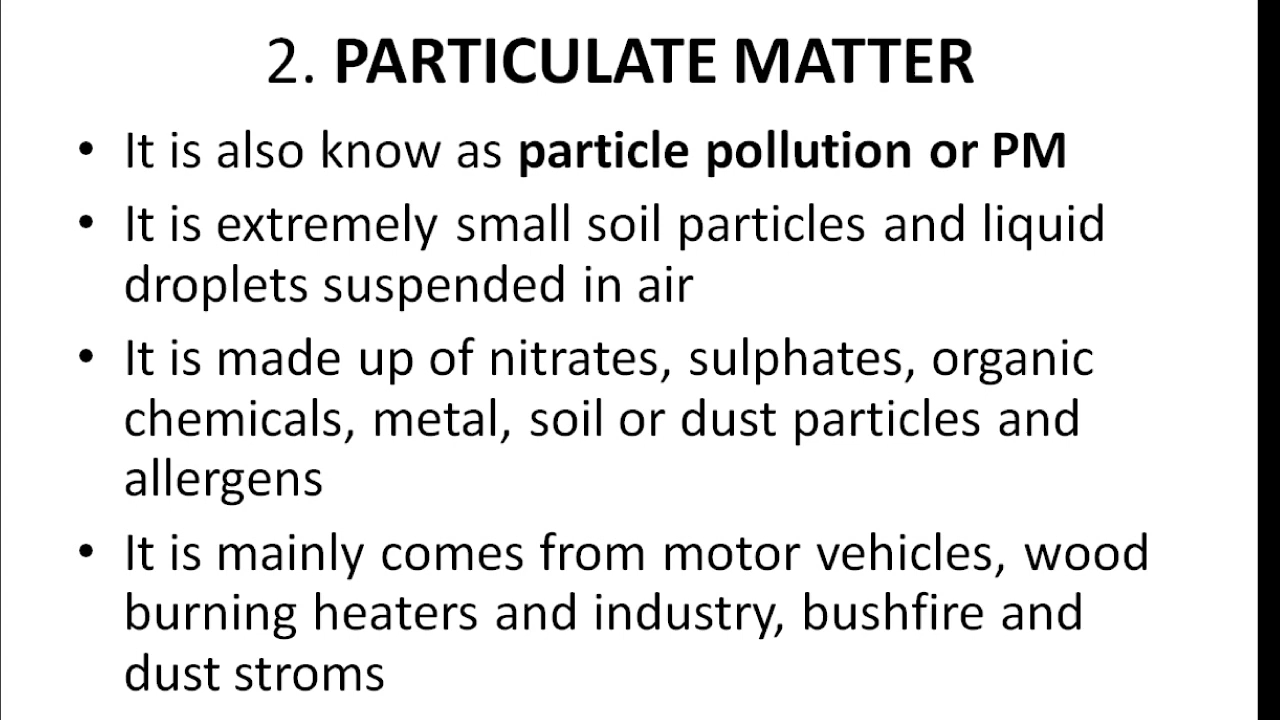 2. PARTICULATE MATTER
• It is also know as particle pollution or PM
• It is extremely small soil particles and liquid
droplets suspended in air
• It is made up of nitrates, sulphates, organic
chemicals, metal, soil or dust particles and
allergens
• It is mainly comes from motor vehicles, wood
burning heaters and industry, bushfire and
dust stroms